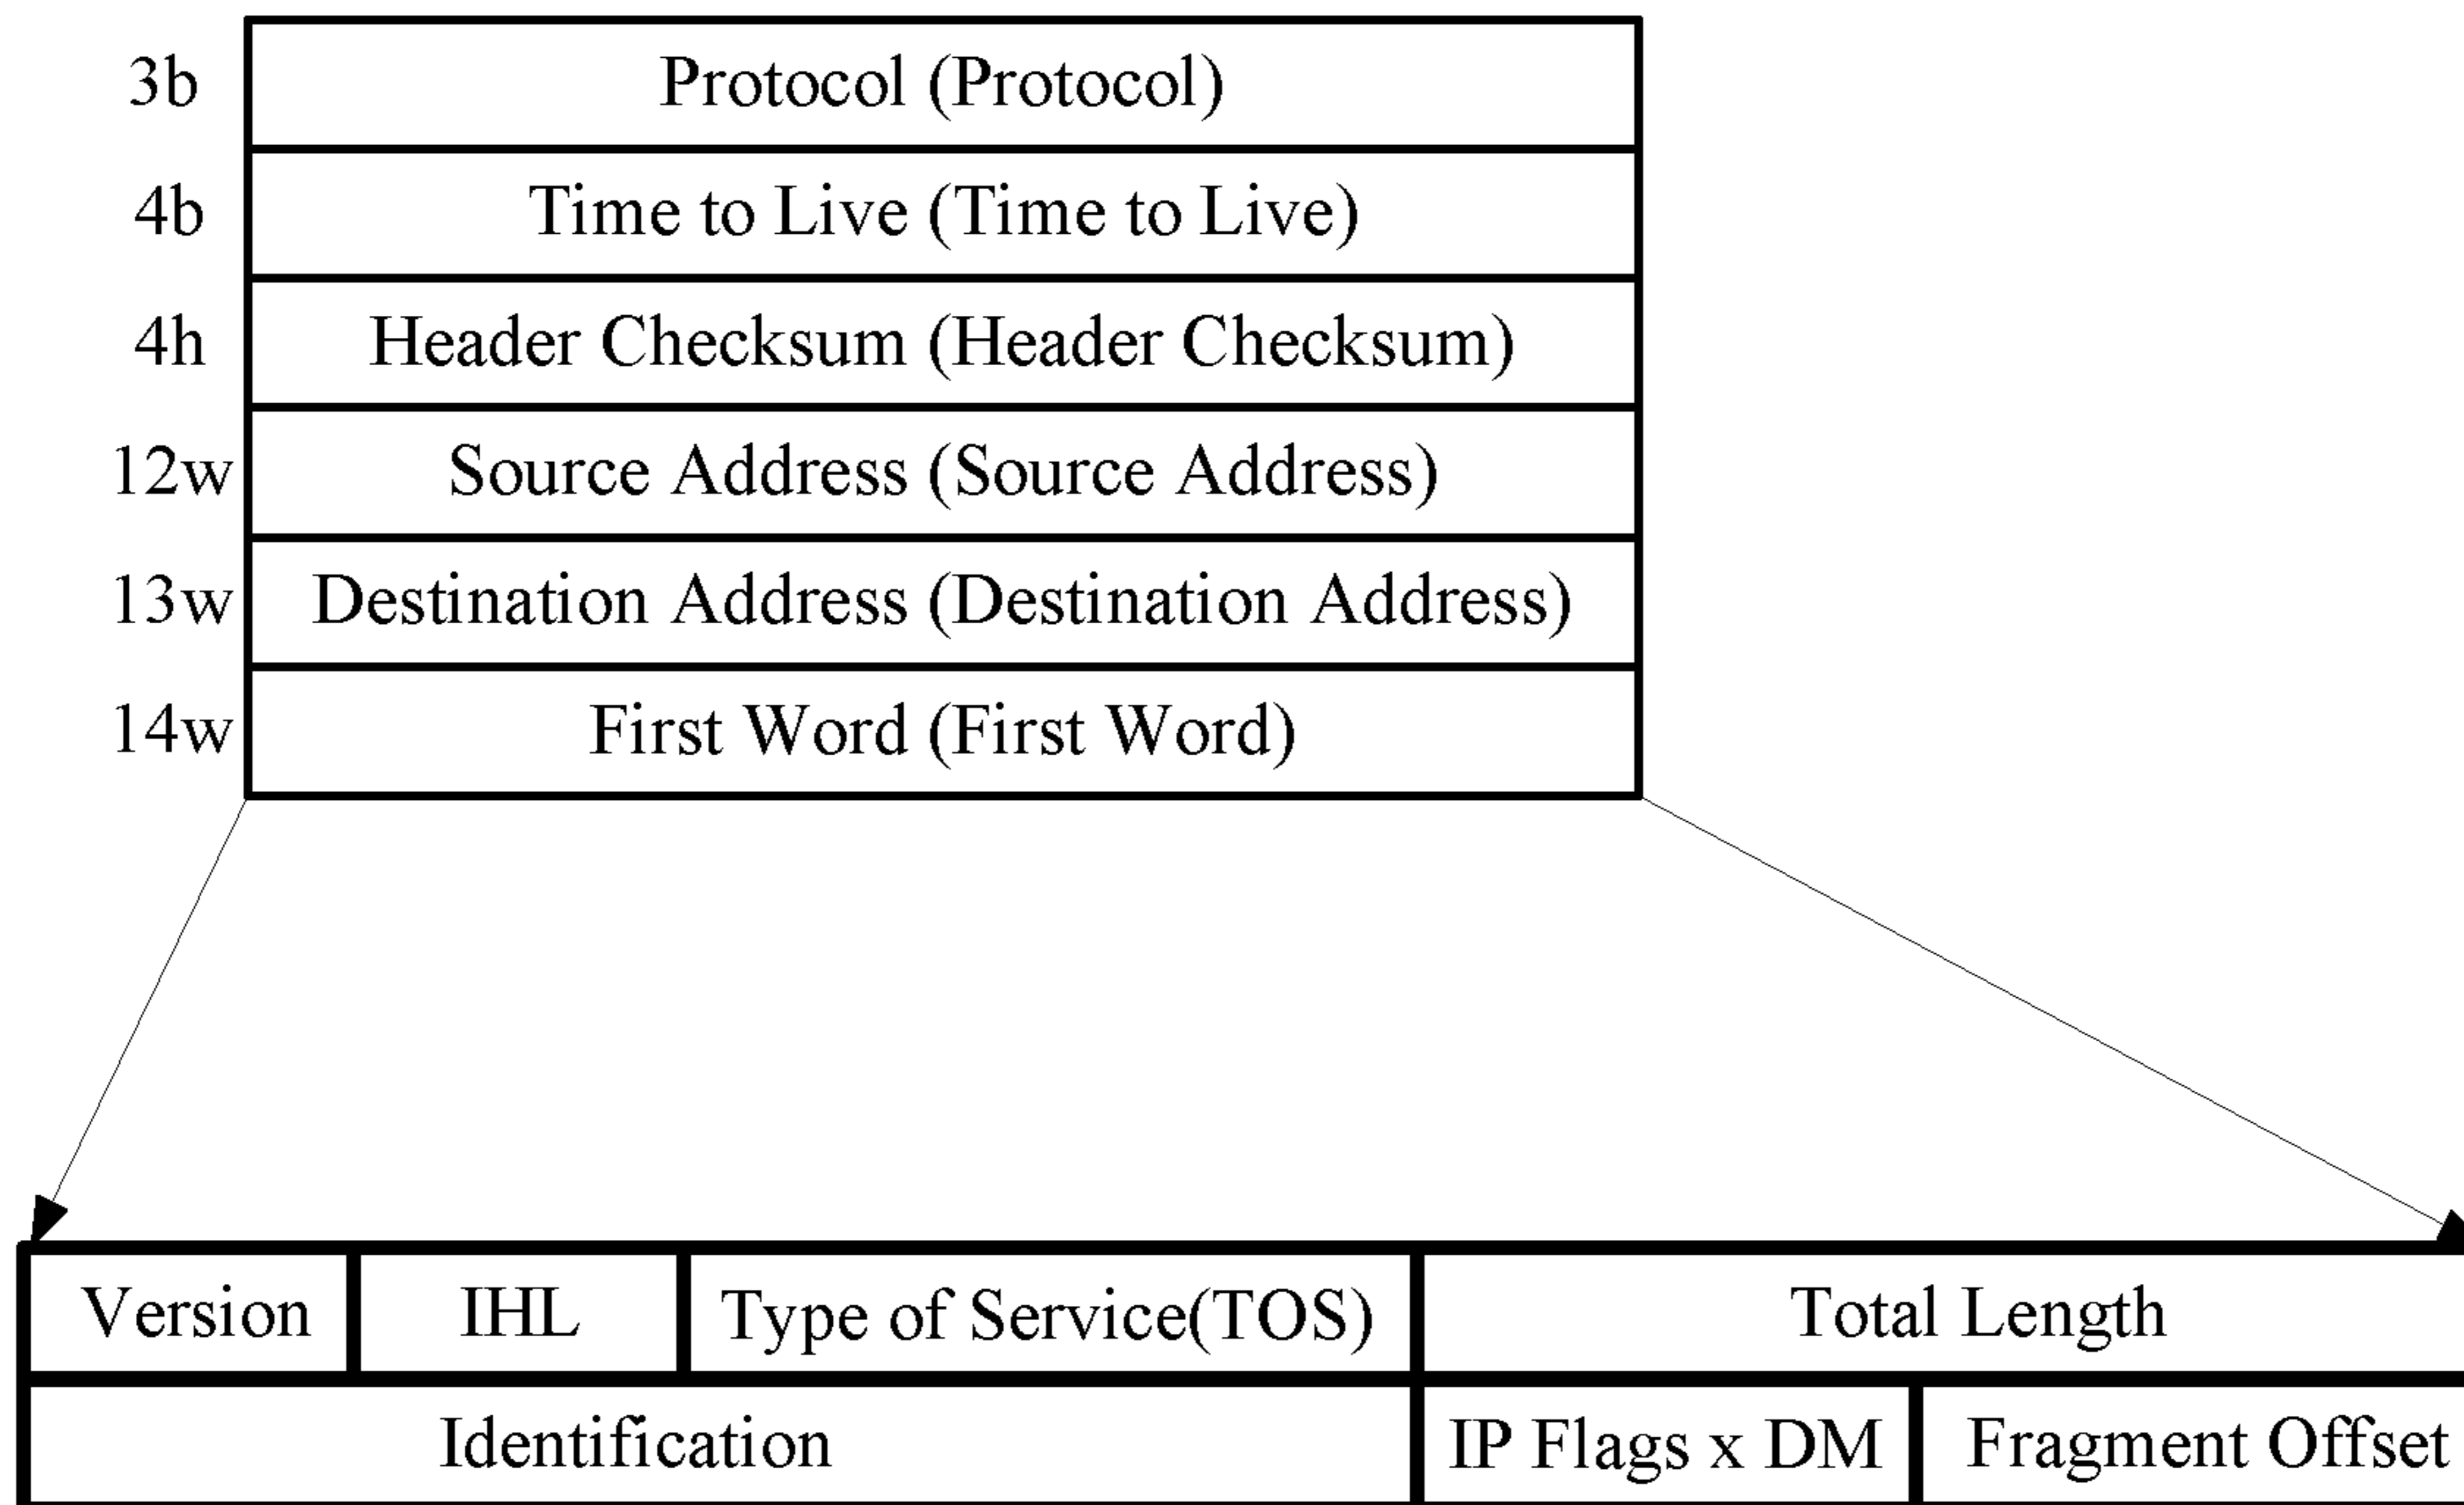 3b Protocol (Protocol)
4b Time to Live (Time to Live)
4h Header Checksum (Header Checksum)
12w Source Address (Source Address)
13w Destination Address (Destination Address)
14w First Word (First Word)
Version IHL Type of Service(TOS) Total Length
Identification IP Flags x DM Fragment Offset